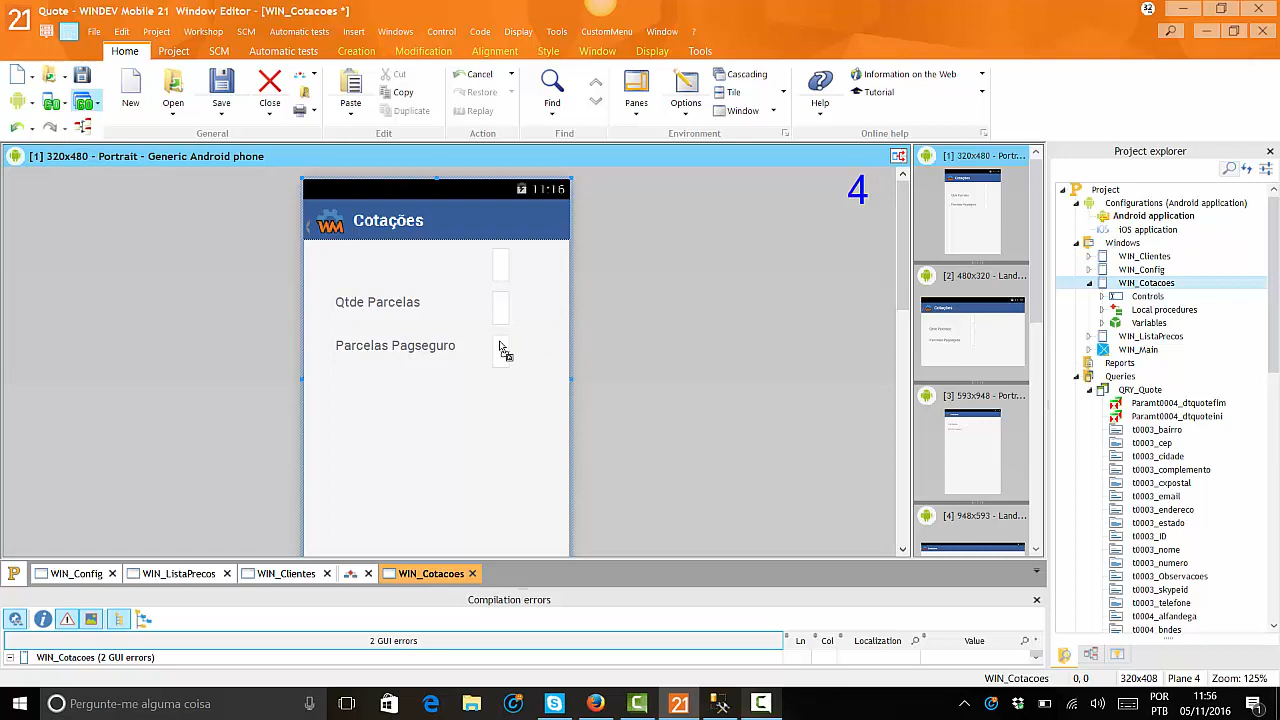 21 Quote - WINDEV Mobile 21 Window Editor - [WIN_Cotacoes *] 32
File Edit Project Workshop SCM Automatic tests Insert Windows Control Code Display Tools CustomMenu Window ?
Home Project SCM Automatic tests Creation Modification Alignment Style Window Display Tools
New Open Save Close Paste Cut Copy Duplicate Cancel Restore Replay Find Panes Cascading Tile Window Options Help Information on the Web Tutorial
GO GO
General Edit Action Find Environment Online help
[1] 320x480 - Portrait - Generic Android phone
4
11:16
WM Cotações
Qtde Parcelas
Parcelas Pagseguro
[1] 320x480 - Portr...
[2] 480x320 - Land...
[3] 593x948 - Portr...
[4] 948x593 - Land...
Project explorer
Project
Configurations (Android application)
Android application
iOS application
Windows
WIN_Clientes
WIN_Config
WIN_Cotacoes
Controls
Local procedures
Variables
WIN_ListaPrecos
WIN_Main
Reports
Queries
QRY_Quote
Paramt0004_dtquotefim
Paramt0004_dtquoteini
t0003_bairro
t0003_cep
t0003_cidade
t0003_complemento
t0003_cxpostal
t0003_email
t0003_endereco
t0003_estado
t0003_ID
t0003_nome
t0003_numero
t0003_Observacoes
t0003_skypeid
t0003_telefone
t0004_alfandega
t0004_bndes
WIN_Config WIN_ListaPrecos WIN_Clientes WIN_Cotacoes
Compilation errors
2 GUI errors Ln Col Localization Value
WIN_Cotacoes (2 GUI errors)
WIN_Cotacoes 0, 0 320x408 Plane 4 Zoom: 125%
Pergunte-me alguma coisa
21
POR
PTB
11:56
05/11/2016